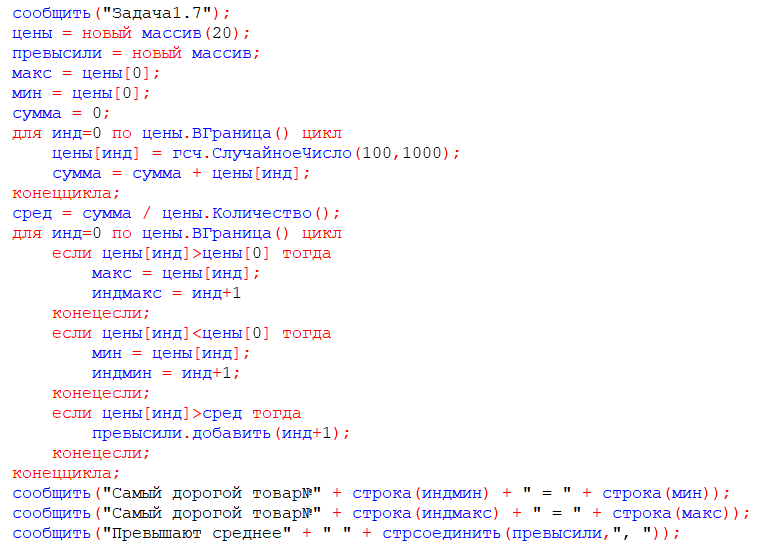 сообщить("Задача1.7");
цены = новый массив(20);
превысили = новый массив;
макс = цены[0];
мин = цены[0];
сумма = 0;
для инд=0 по цены.ВГраница() цикл
    цены[инд] = гсч.СлучайноеЧисло(100,1000);
    сумма = сумма + цены[инд];
конеццикла;
сред = сумма / цены.Количество();
для инд=0 по цены.ВГраница() цикл
    если цены[инд]>цены[0] тогда
        макс = цены[инд];
        индмакс = инд+1
    конецесли;
    если цены[инд]<цены[0] тогда
        мин = цены[инд];
        индмин = инд+1;
    конецесли;
    если цены[инд]>сред тогда
        превысили.добавить(инд+1);
    конецесли;
конеццикла;
сообщить("Самый дорогой товар№" + строка(индмин) + " = " + строка(мин));
сообщить("Самый дорогой товар№" + строка(индмакс) + " = " + строка(макс));
сообщить("Превышают среднее" + " " + стрсоединить(превысили,", "));